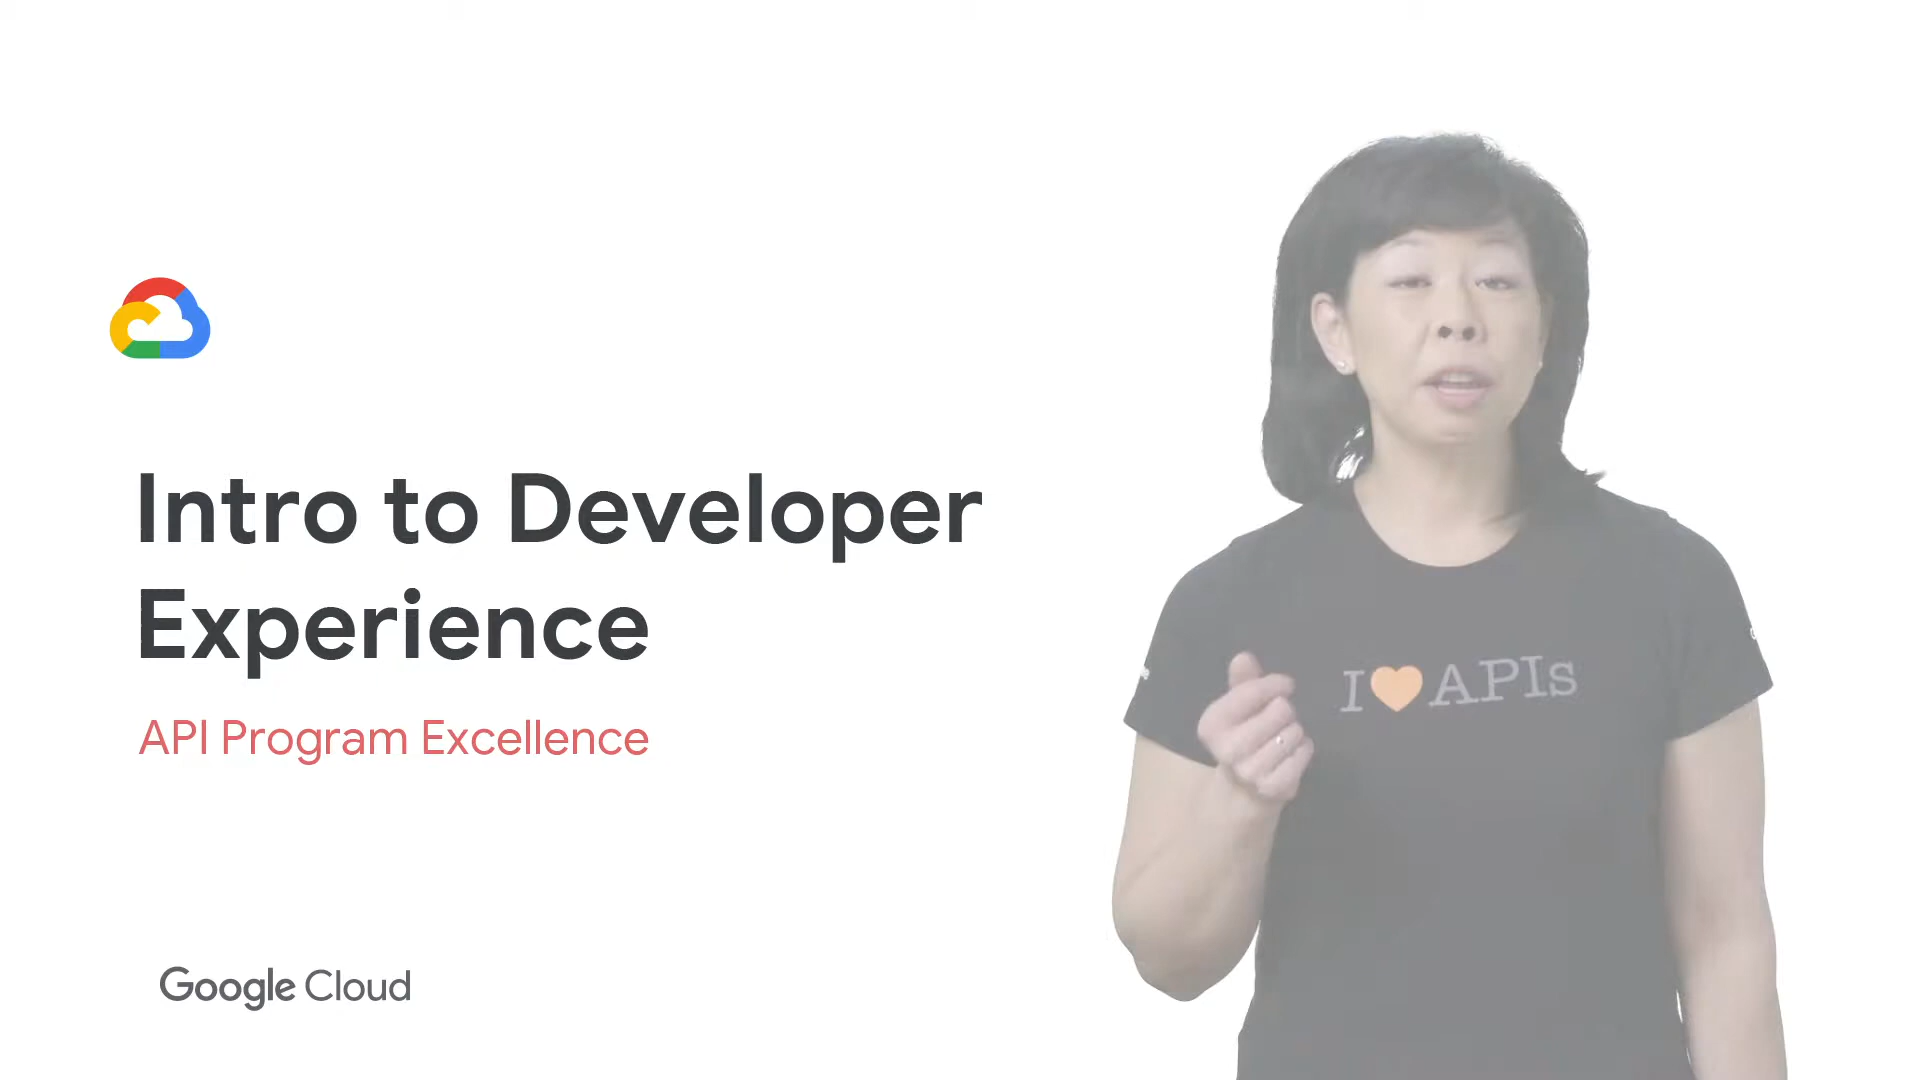 Intro to Developer
Experience
API Program Excellence
I🧡APIs
Google Cloud